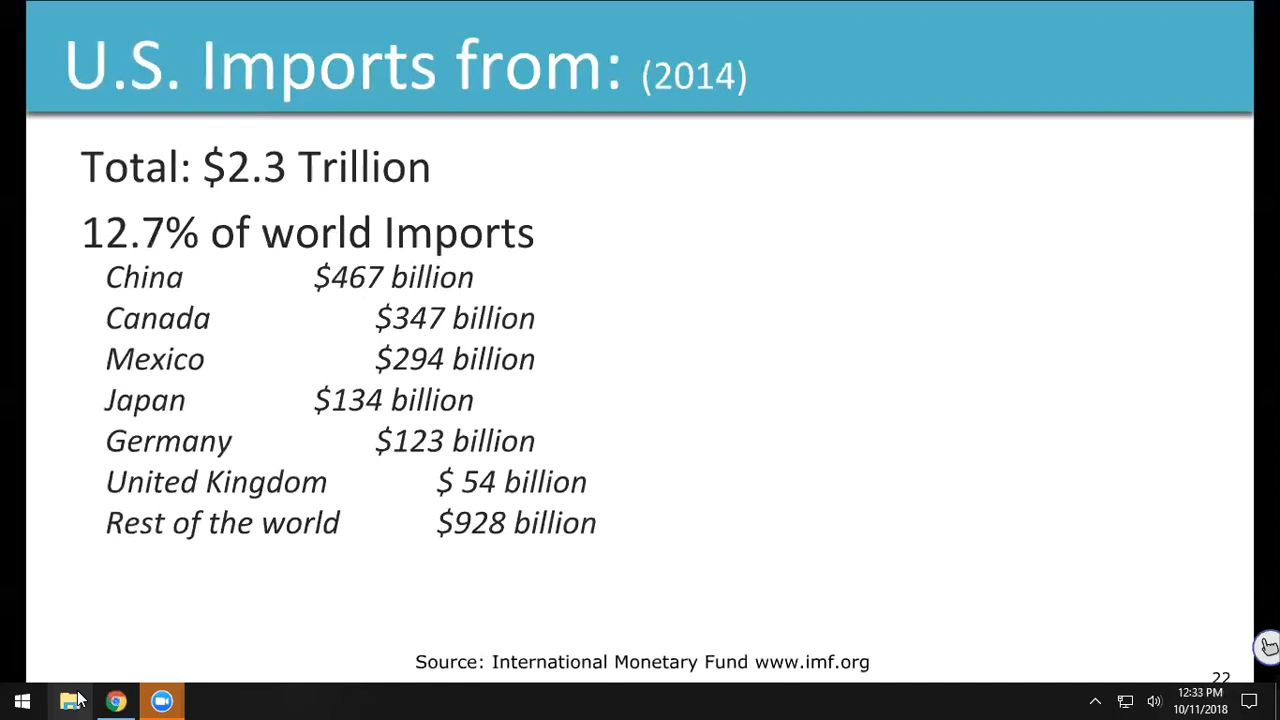 U.S. Imports from: (2014)
Total: $2.3 Trillion
12.7% of world Imports
China $467 billion
Canada $347 billion
Mexico $294 billion
Japan $134 billion
Germany $123 billion
United Kingdom $ 54 billion
Rest of the world $928 billion
Source: International Monetary Fund www.imf.org
22
12:33 PM
10/11/2018